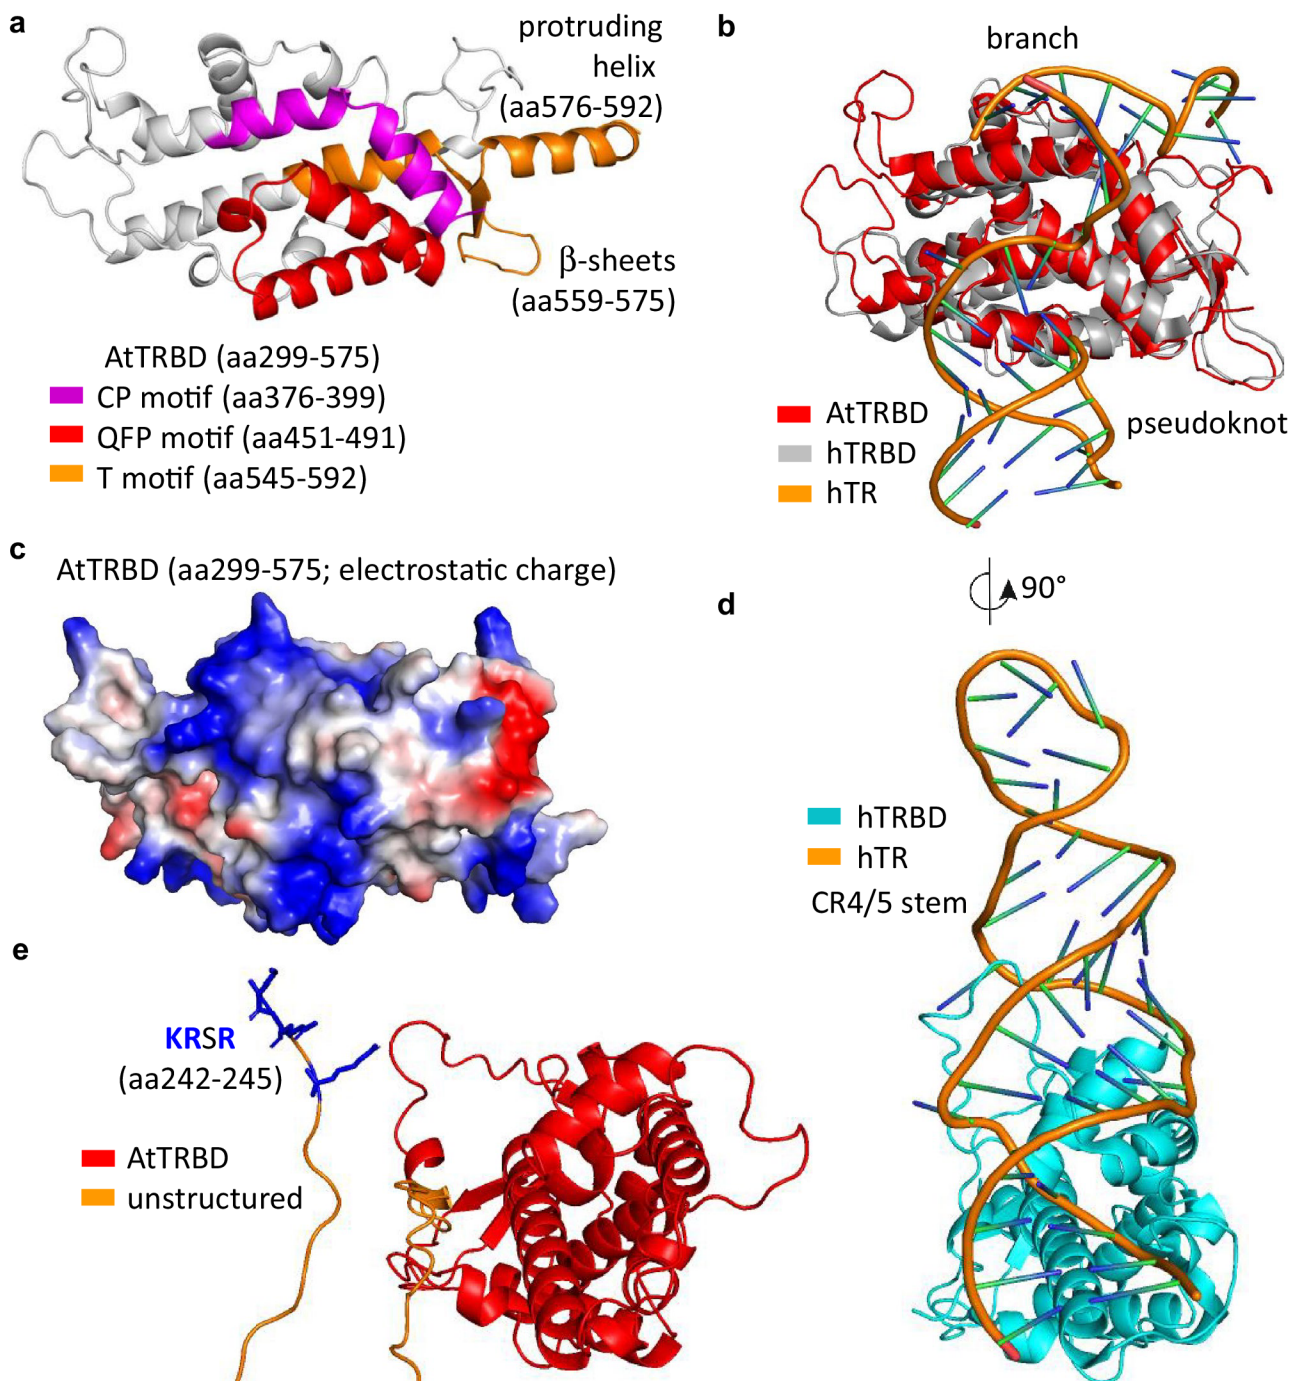 a
protruding
helix
(aa576-592)
β-sheets
(aa559-575)
AtTRBD (aa299-575)
CP motif (aa376-399)
QFP motif (aa451-491)
T motif (aa545-592)
b
branch
pseudoknot
AtTRBD
hTRBD
hTR
c
AtTRBD (aa299-575; electrostatic charge)
90°
d
hTRBD
hTR
CR4/5 stem
e
KRSR
(aa242-245)
AtTRBD
unstructured